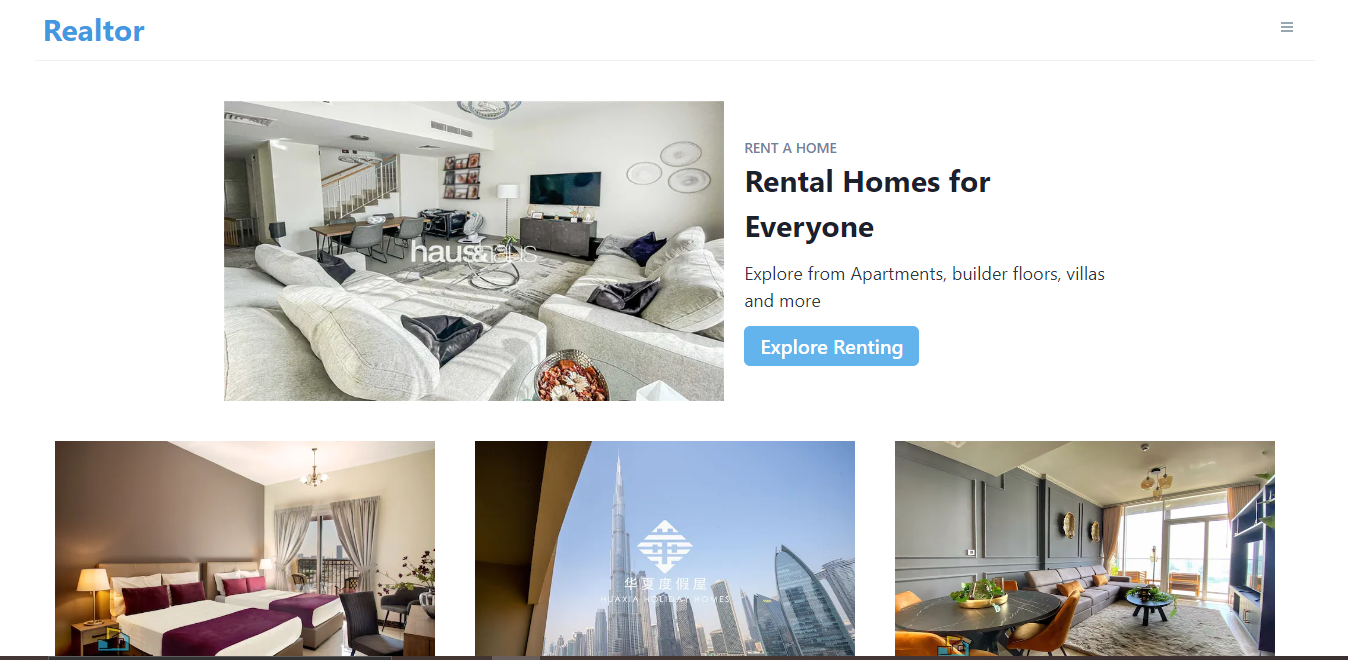 Realtor
haus&haus
RENT A HOME
Rental Homes for
Everyone
Explore from Apartments, builder floors, villas
and more
Explore Renting
华夏度假屋
HUAXIA HOLIDAY HOMES